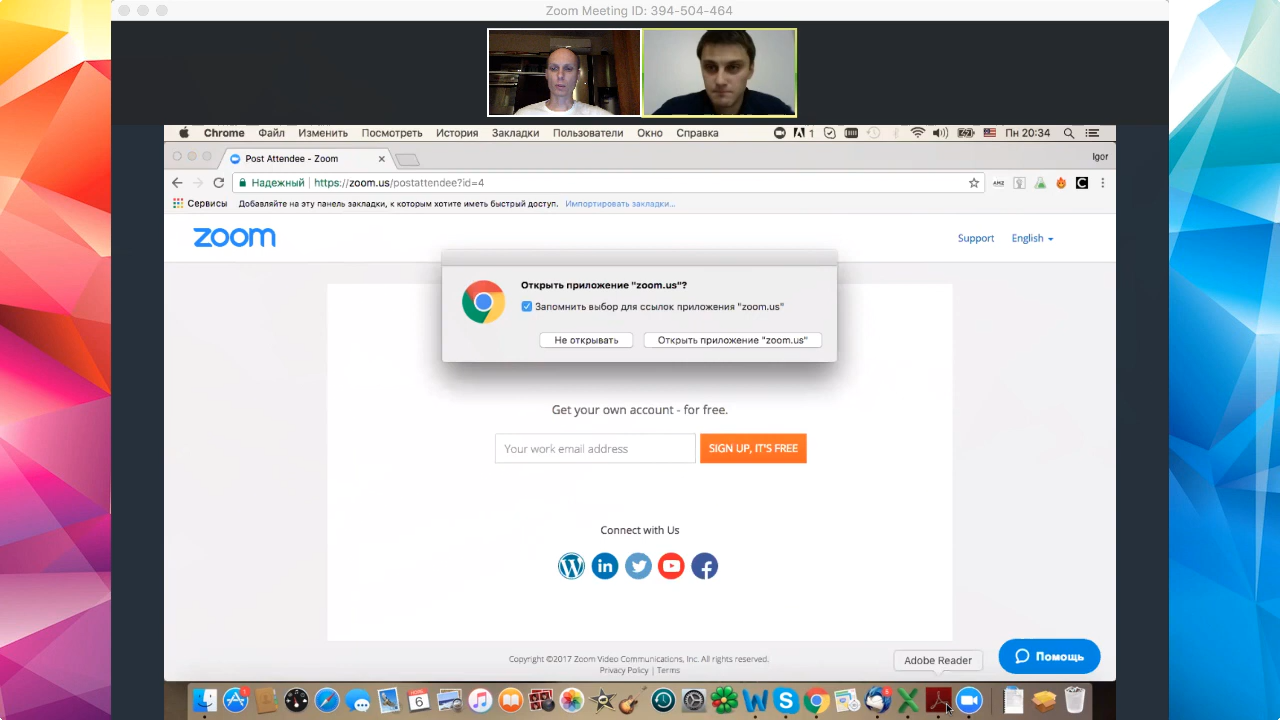 Zoom Meeting ID: 394-504-464
Chrome Файл Изменить Посмотреть История Закладки Пользователи Окно Справка 1 Пн 20:34
Post Attendee - Zoom Igor
Надежный https://zoom.us/postattendee?id=4 AMZ C
Сервисы Добавляйте на эту панель закладки, к которым хотите иметь быстрый доступ. Импортировать закладки...
zoom Support English
Открыть приложение "zoom.us"?
Запомнить выбор для ссылок приложения "zoom.us"
Не открывать Открыть приложение "zoom.us"
Get your own account - for free.
Your work email address SIGN UP, IT'S FREE
Connect with Us
Copyright ©2017 Zoom Video Communications, Inc. All rights reserved.
Privacy Policy | Terms
Adobe Reader
Помощь